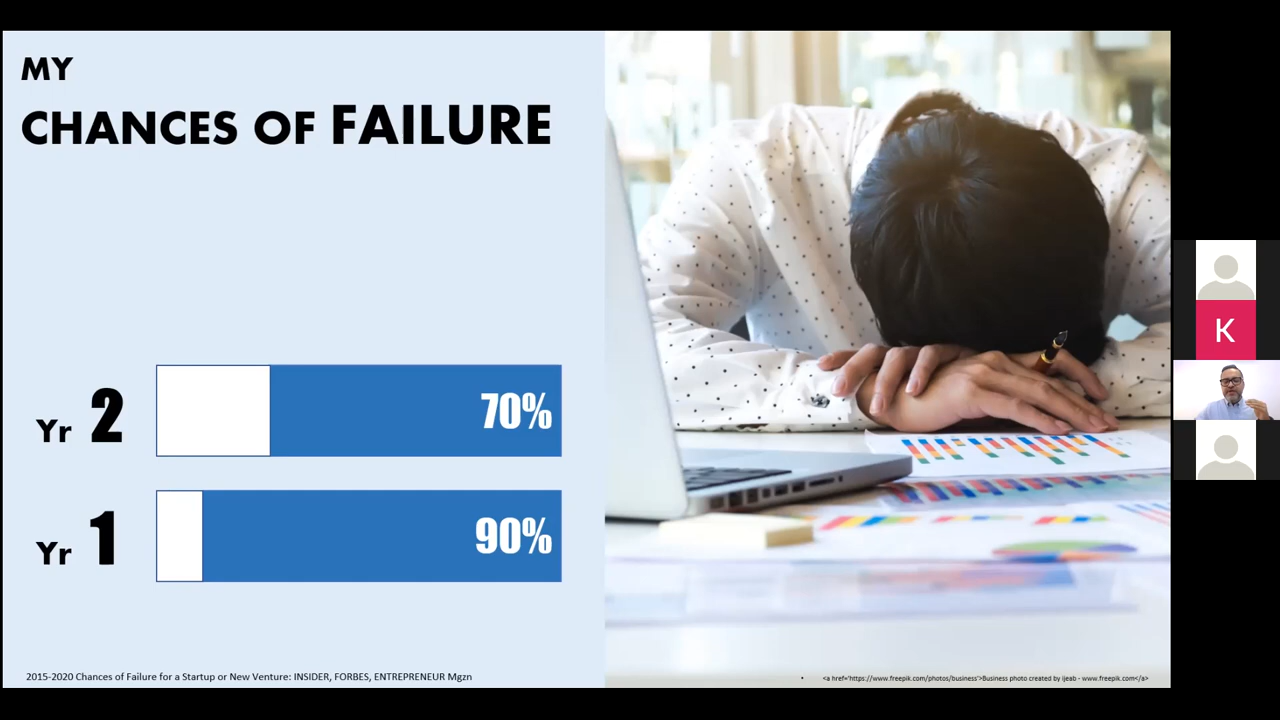 MY
CHANCES OF FAILURE
Yr 2
70%
Yr 1
90%
2015-2020 Chances of Failure for a Startup or New Venture: INSIDER, FORBES, ENTREPRENEUR Mgzn
• <a href='https://www.freepik.com/photos/business'>Business photo created by ijeab - www.freepik.com</a>
K